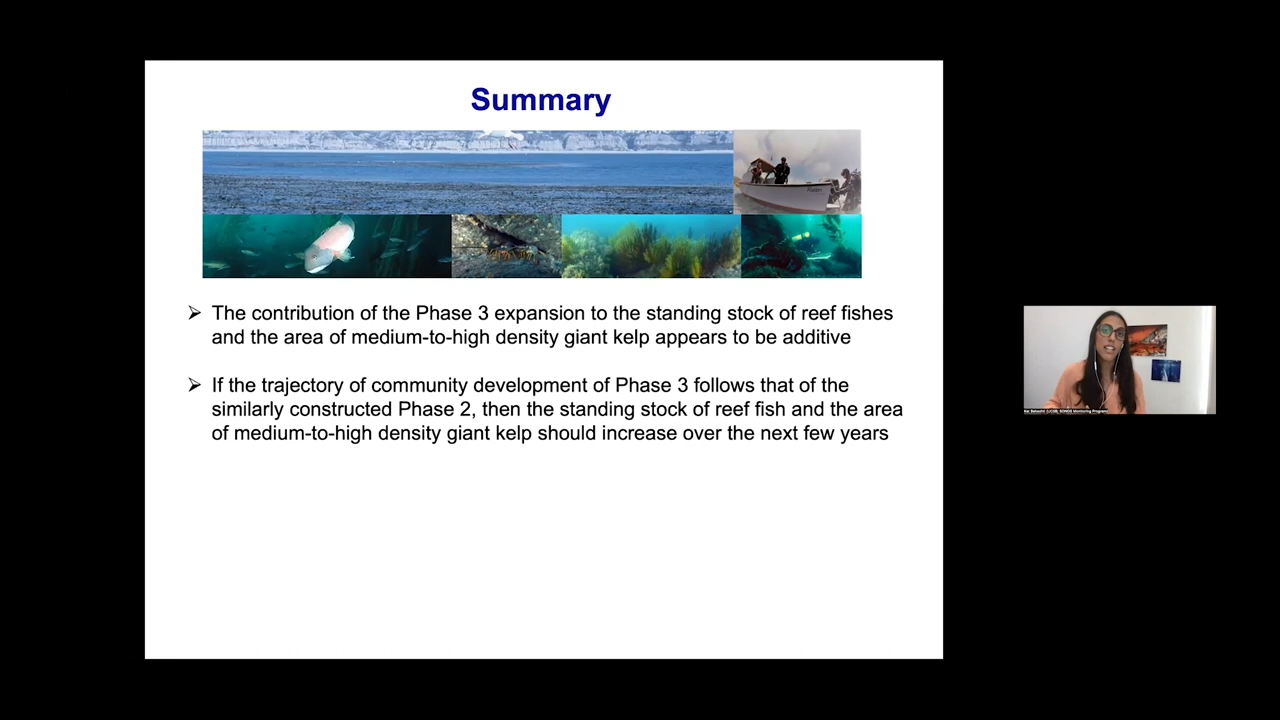 Summary
➢ The contribution of the Phase 3 expansion to the standing stock of reef fishes
and the area of medium-to-high density giant kelp appears to be additive
➢ If the trajectory of community development of Phase 3 follows that of the
similarly constructed Phase 2, then the standing stock of reef fish and the area
of medium-to-high density giant kelp should increase over the next few years
SONGS Monitoring Program